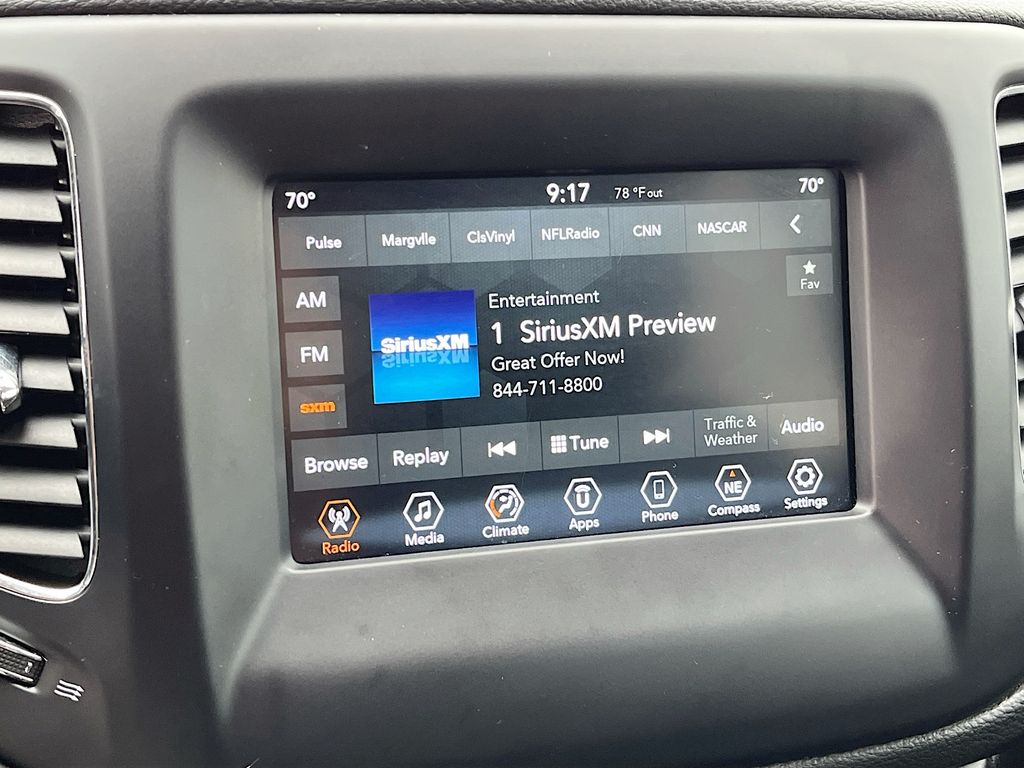 70° 9:17 78 °F out 70°
Pulse Margvlle ClsVinyl NFLRadio CNN NASCAR
Fav
AM
FM
sxm
SiriusXM
Entertainment
1 SiriusXM Preview
Great Offer Now!
844-711-8800
Browse Replay Tune Traffic & Weather Audio
NE
Radio Media Climate Apps Phone Compass Settings